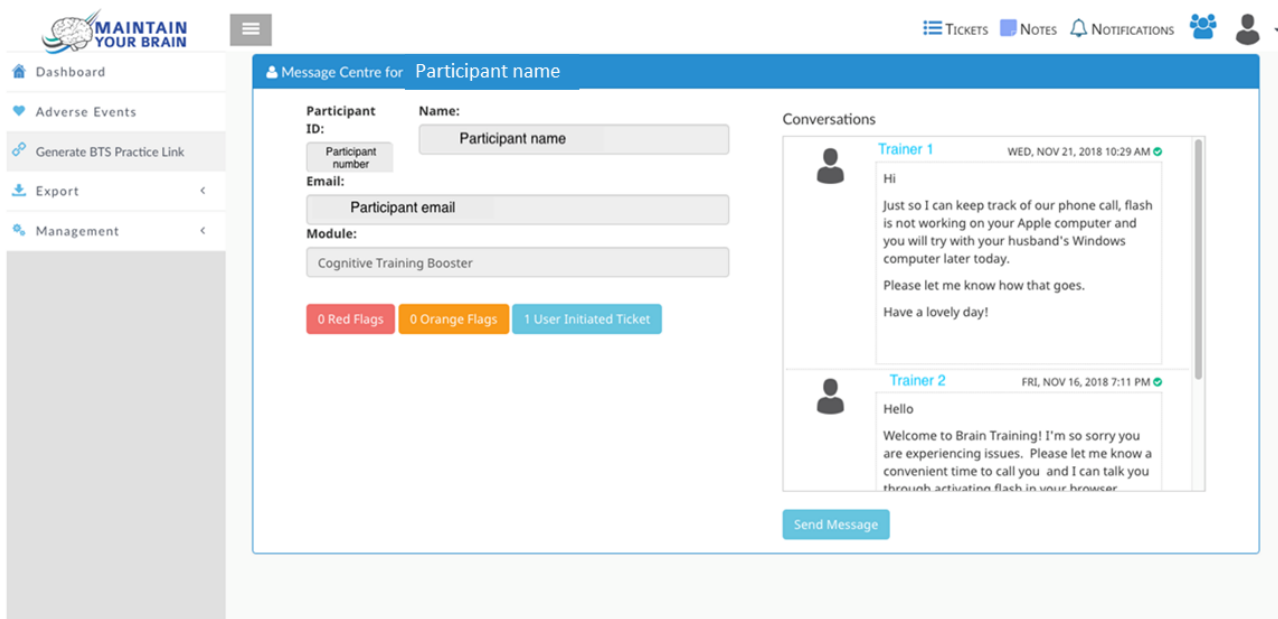 MAINTAIN
YOUR BRAIN
TICKETS NOTES NOTIFICATIONS
Dashboard
Adverse Events
Generate BTS Practice Link
Export
Management
Message Centre for Participant name
Participant
ID:
Participant
number
Name:
Participant name
Email:
Participant email
Module:
Cognitive Training Booster
0 Red Flags 0 Orange Flags 1 User Initiated Ticket
Conversations
Trainer 1 WED, NOV 21, 2018 10:29 AM
Hi
Just so I can keep track of our phone call, flash
is not working on your Apple computer and
you will try with your husband's Windows
computer later today.
Please let me know how that goes.
Have a lovely day!
Trainer 2 FRI, NOV 16, 2018 7:11 PM
Hello
Welcome to Brain Training! I'm so sorry you
are experiencing issues. Please let me know a
convenient time to call you and I can talk you
through activating flash in your browser
Send Message